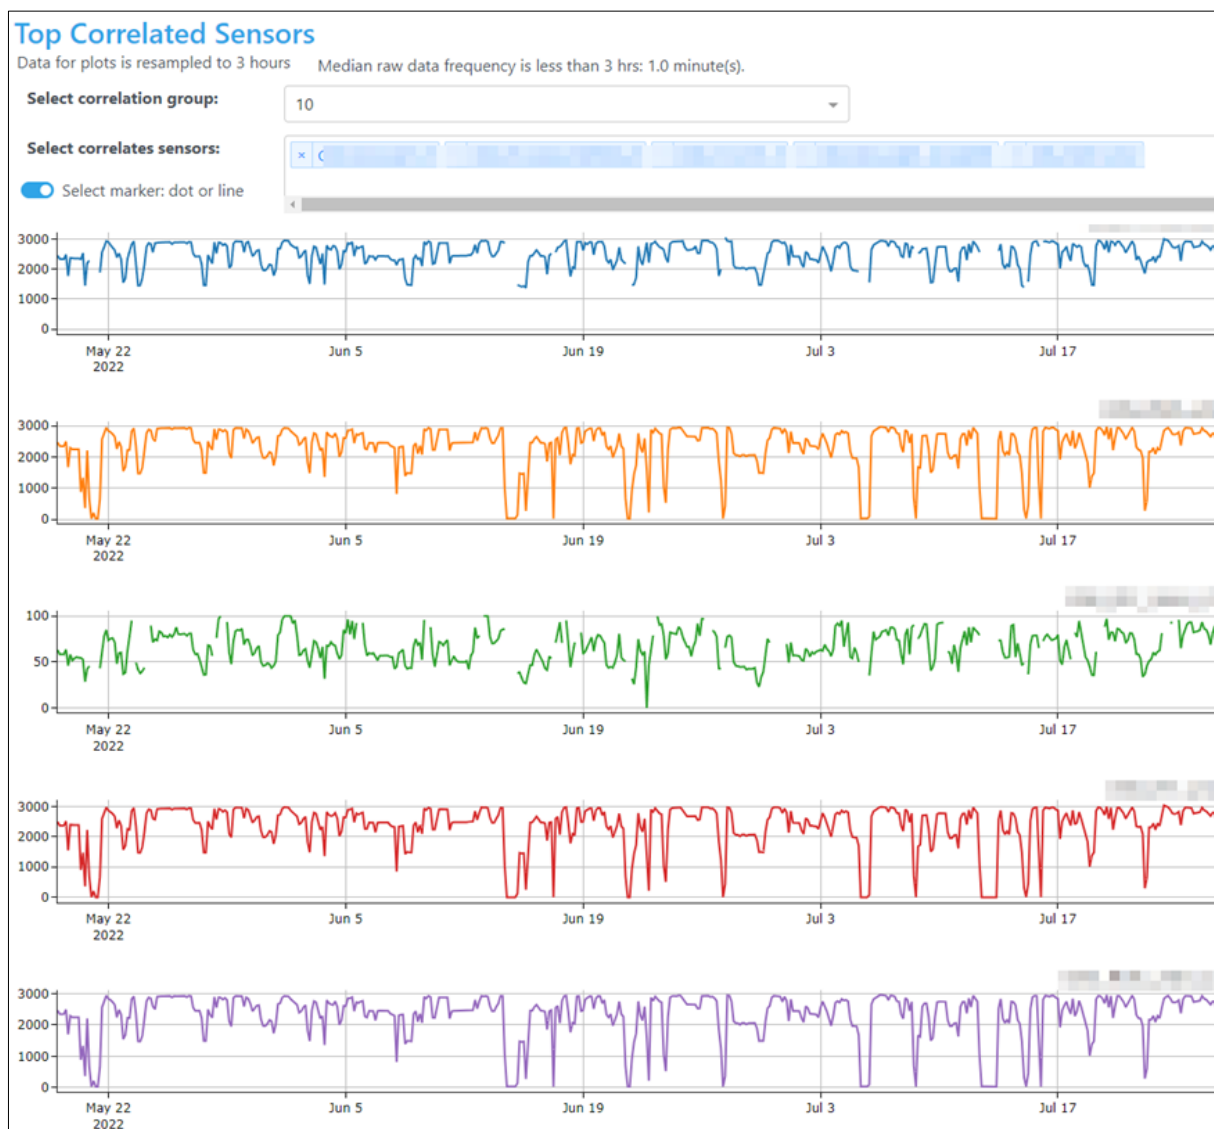 Top Correlated Sensors
Data for plots is resampled to 3 hours Median raw data frequency is less than 3 hrs: 1.0 minute(s).
Select correlation group:
10
Select correlates sensors:
×
Select marker: dot or line
3000
2000
1000
0
May 22 Jun 5 Jun 19 Jul 3 Jul 17
2022
3000
2000
1000
0
May 22 Jun 5 Jun 19 Jul 3 Jul 17
2022
100
50
0
May 22 Jun 5 Jun 19 Jul 3 Jul 17
2022
3000
2000
1000
0
May 22 Jun 5 Jun 19 Jul 3 Jul 17
2022
3000
2000
1000
0
May 22 Jun 5 Jun 19 Jul 3 Jul 17
2022